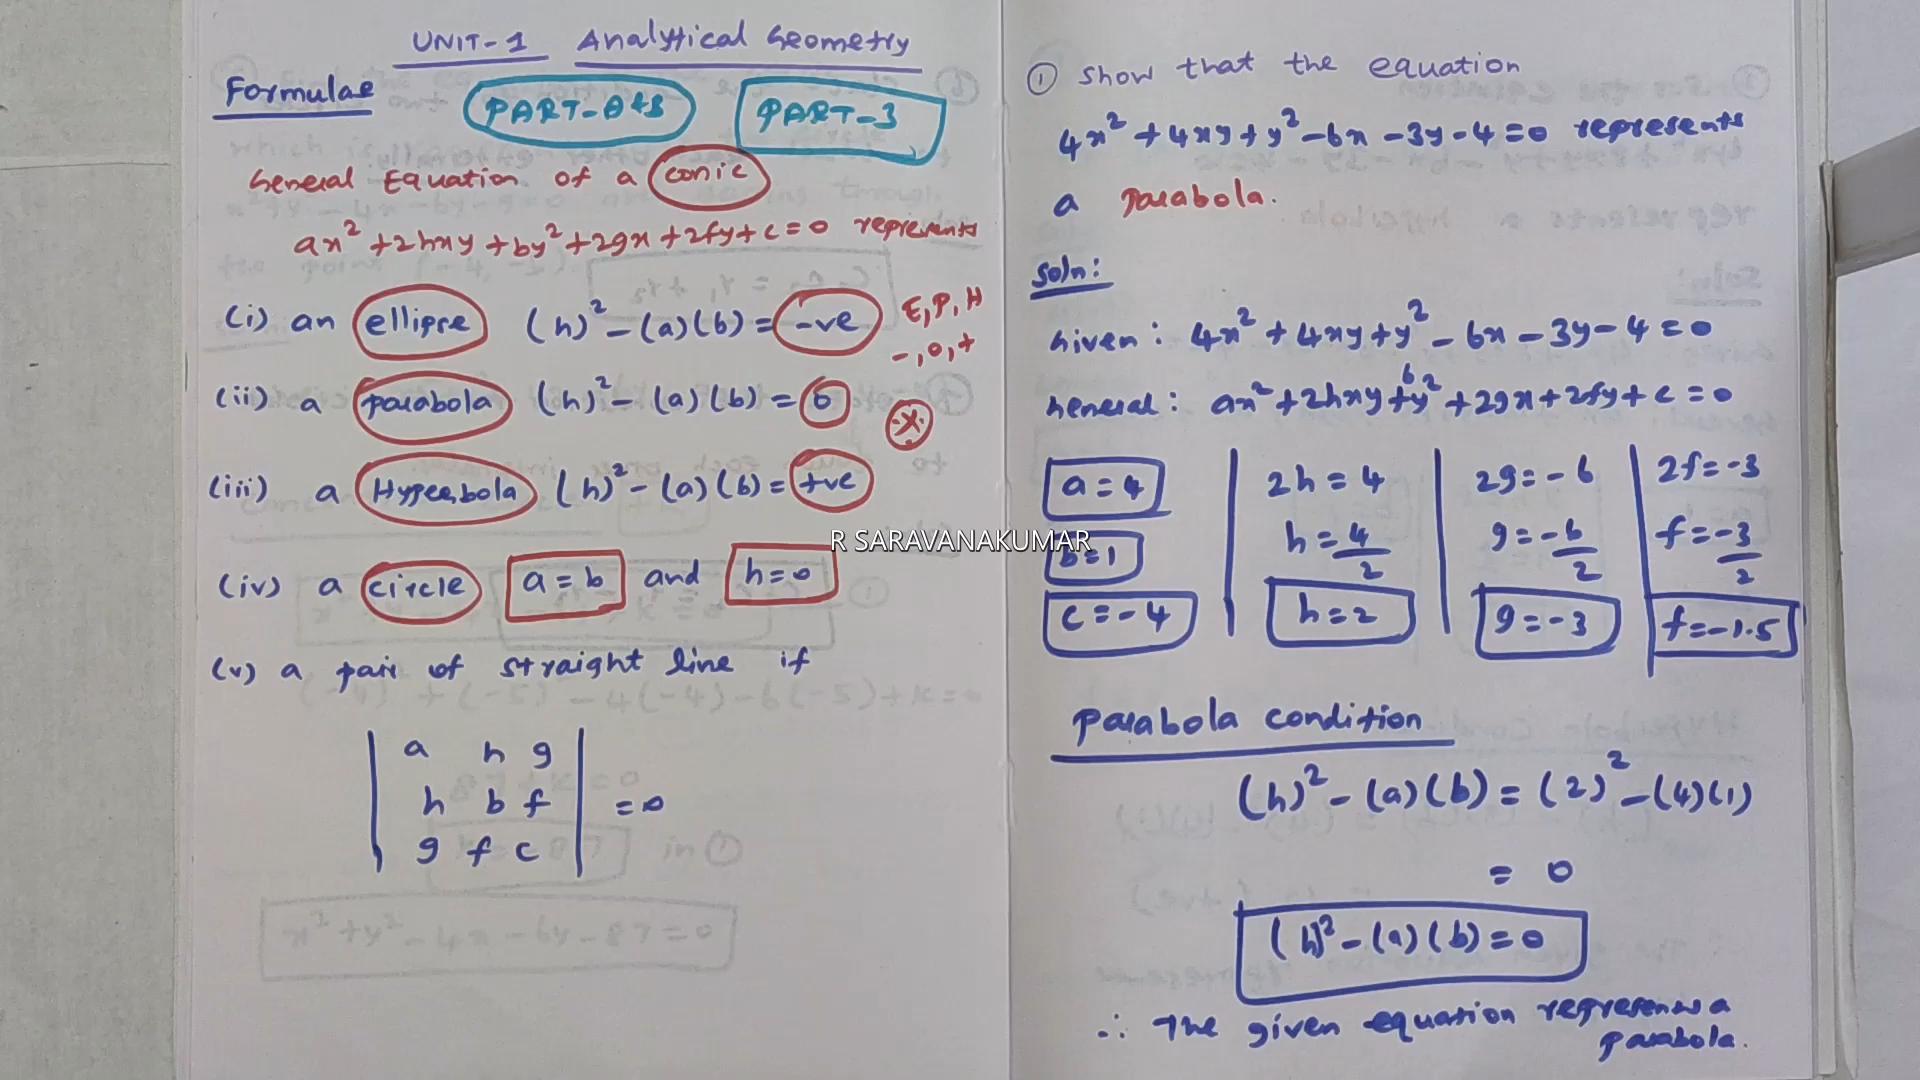 UNIT-1 Analytical Geometry
Formulae PART-A&B PART-3
General Equation of a conic
ax² + 2hxy + by² + 2gx + 2fy + c = 0 represents
(i) an ellipse (h)² - (a)(b) = -ve E, P, H
-, 0, +
(ii) a parabola (h)² - (a)(b) = 0
(iii) a Hyperbola (h)² - (a)(b) = +ve
(iv) a circle a = b and h = 0
(v) a pair of straight line if
| a h g |
| h b f | = 0
| g f c |
R SARAVANAKUMAR
① Show that the equation
4x² + 4xy + y² - 6x - 3y - 4 = 0 represents
a Parabola.
Soln:
Given: 4x² + 4xy + y² - 6x - 3y - 4 = 0
General: ax² + 2hxy + by² + 2gx + 2fy + c = 0
a = 4 2h = 4 2g = -6 2f = -3
b = 1 h = 4/2 g = -6/2 f = -3/2
c = -4 h = 2 g = -3 f = -1.5
Parabola condition
(h)² - (a)(b) = (2)² - (4)(1)
= 0
(h)² - (a)(b) = 0
∴ The given equation represents a
parabola.